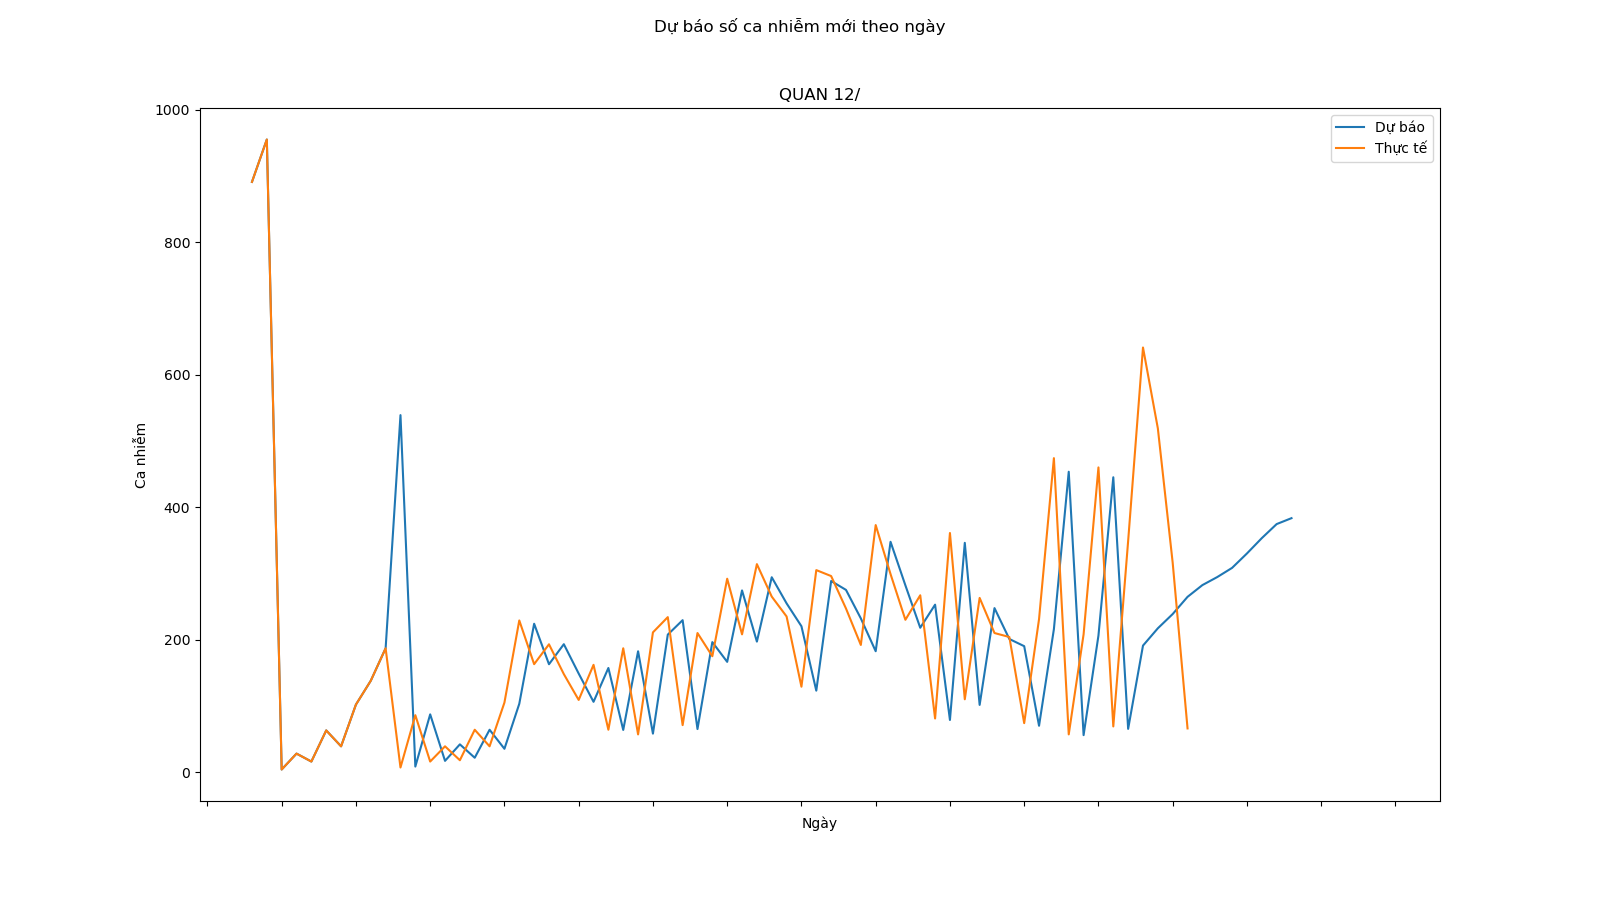 Dự báo số ca nhiễm mới theo ngày
QUAN 12/
Dự báo
Thực tế
1000
800
600
400
200
0
Ca nhiễm
Ngày